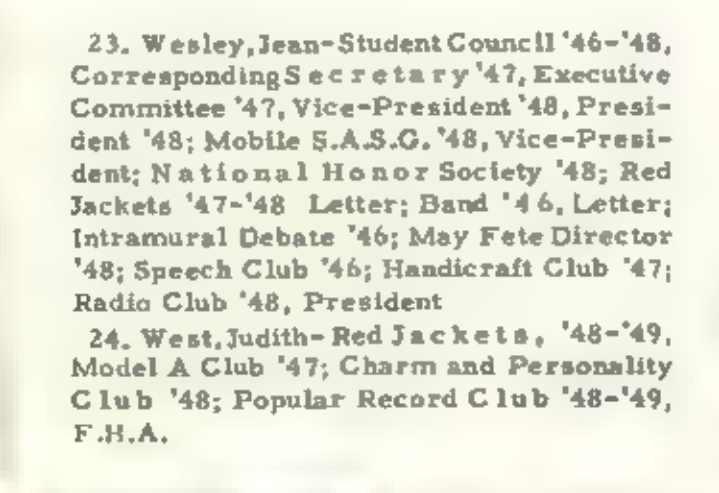 23. Wesley, Jean-Student Council '46-'48,
Corresponding Secretary '47, Executive
Committee '47, Vice-President '48, Presi-
dent '48; Mobile S.A.S.G. '48, Vice-Presi-
dent; National Honor Society '48; Red
Jackets '47-'48 Letter; Band '46, Letter;
Intramural Debate '46; May Fete Director
'48; Speech Club '46; Handicraft Club '47;
Radio Club '48, President
24. West, Judith-Red Jackets, '48-'49,
Model A Club '47; Charm and Personality
Club '48; Popular Record Club '48-'49,
F.H.A.